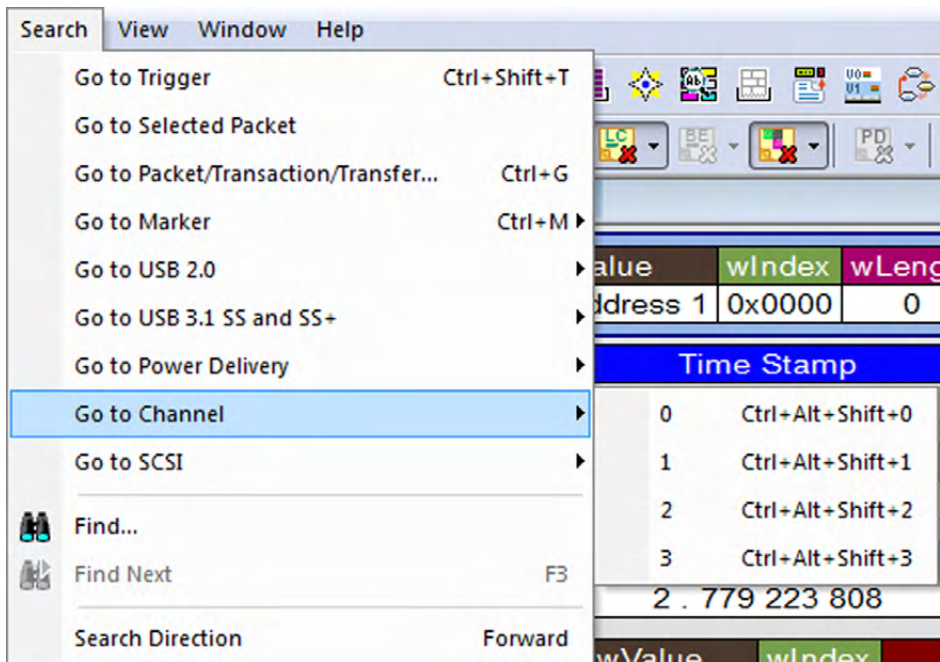 Search View Window Help
Go to Trigger Ctrl+Shift+T
Go to Selected Packet
Go to Packet/Transaction/Transfer... Ctrl+G
Go to Marker Ctrl+M
Go to USB 2.0
Go to USB 3.1 SS and SS+
Go to Power Delivery
Go to Channel
Go to SCSI
Find...
Find Next F3
Search Direction Forward
Ab
U0=
U1=
LC BE PD
alue wIndex wLeng
ddress 1 0x0000 0
Time Stamp
0 Ctrl+Alt+Shift+0
1 Ctrl+Alt+Shift+1
2 Ctrl+Alt+Shift+2
3 Ctrl+Alt+Shift+3
2 . 779 223 808
wValue wIndex